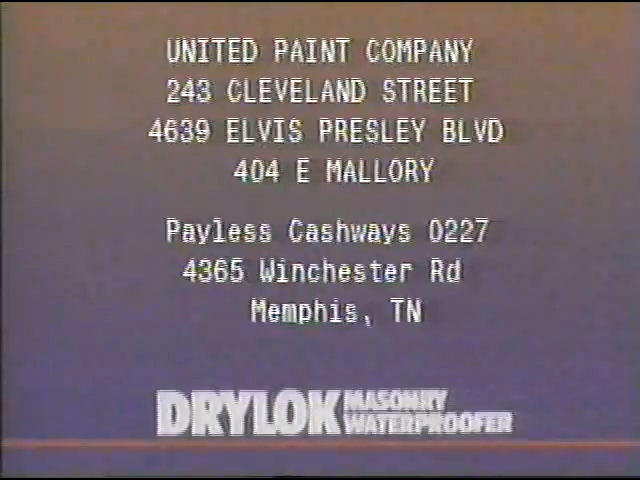 UNITED PAINT COMPANY
243 CLEVELAND STREET
4639 ELVIS PRESLEY BLVD
404 E MALLORY
Payless Cashways 0227
4365 Winchester Rd
Memphis, TN
DRYLOK MASONRY WATERPROOFER